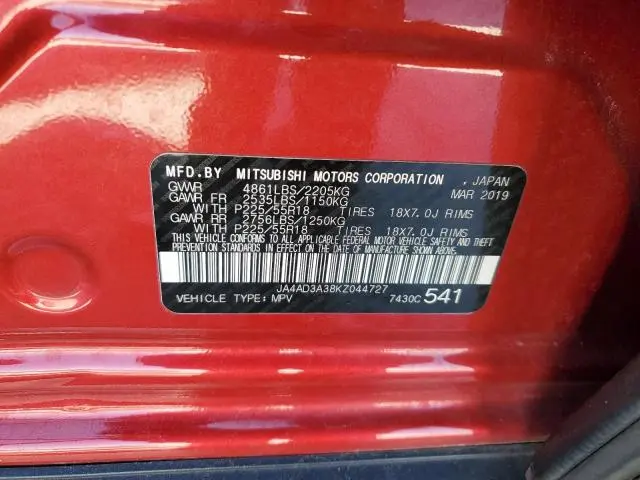 MFD.BY MITSUBISHI MOTORS CORPORATION , JAPAN
GVWR 4861LBS/2205KG MAR 2019
GAWR FR 2535LBS/1150KG
WITH P225/55R18 TIRES 18X7.0J RIMS
GAWR RR 2756LBS/1250KG
WITH P225/55R18 TIRES 18X7.0J RIMS
THIS VEHICLE CONFORMS TO ALL APPLICABLE FEDERAL MOTOR VEHICLE SAFETY AND THEFT
PREVENTION STANDARDS IN EFFECT ON THE DATE OF MANUFACTURE SHOWN ABOVE.
JA4AD3A38KZ044727
VEHICLE TYPE: MPV 7430C 541